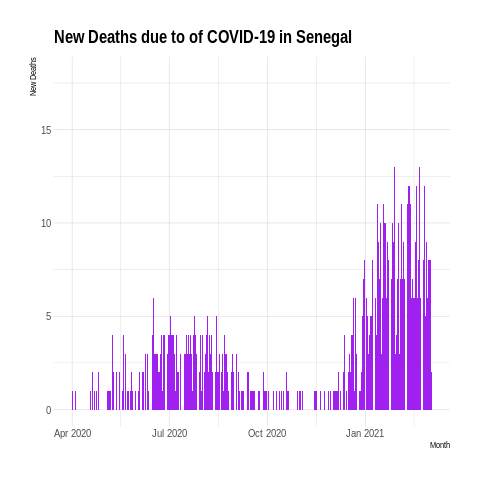 New Deaths due to of COVID-19 in Senegal
New Deaths
15
10
5
0
Apr 2020 Jul 2020 Oct 2020 Jan 2021
Month